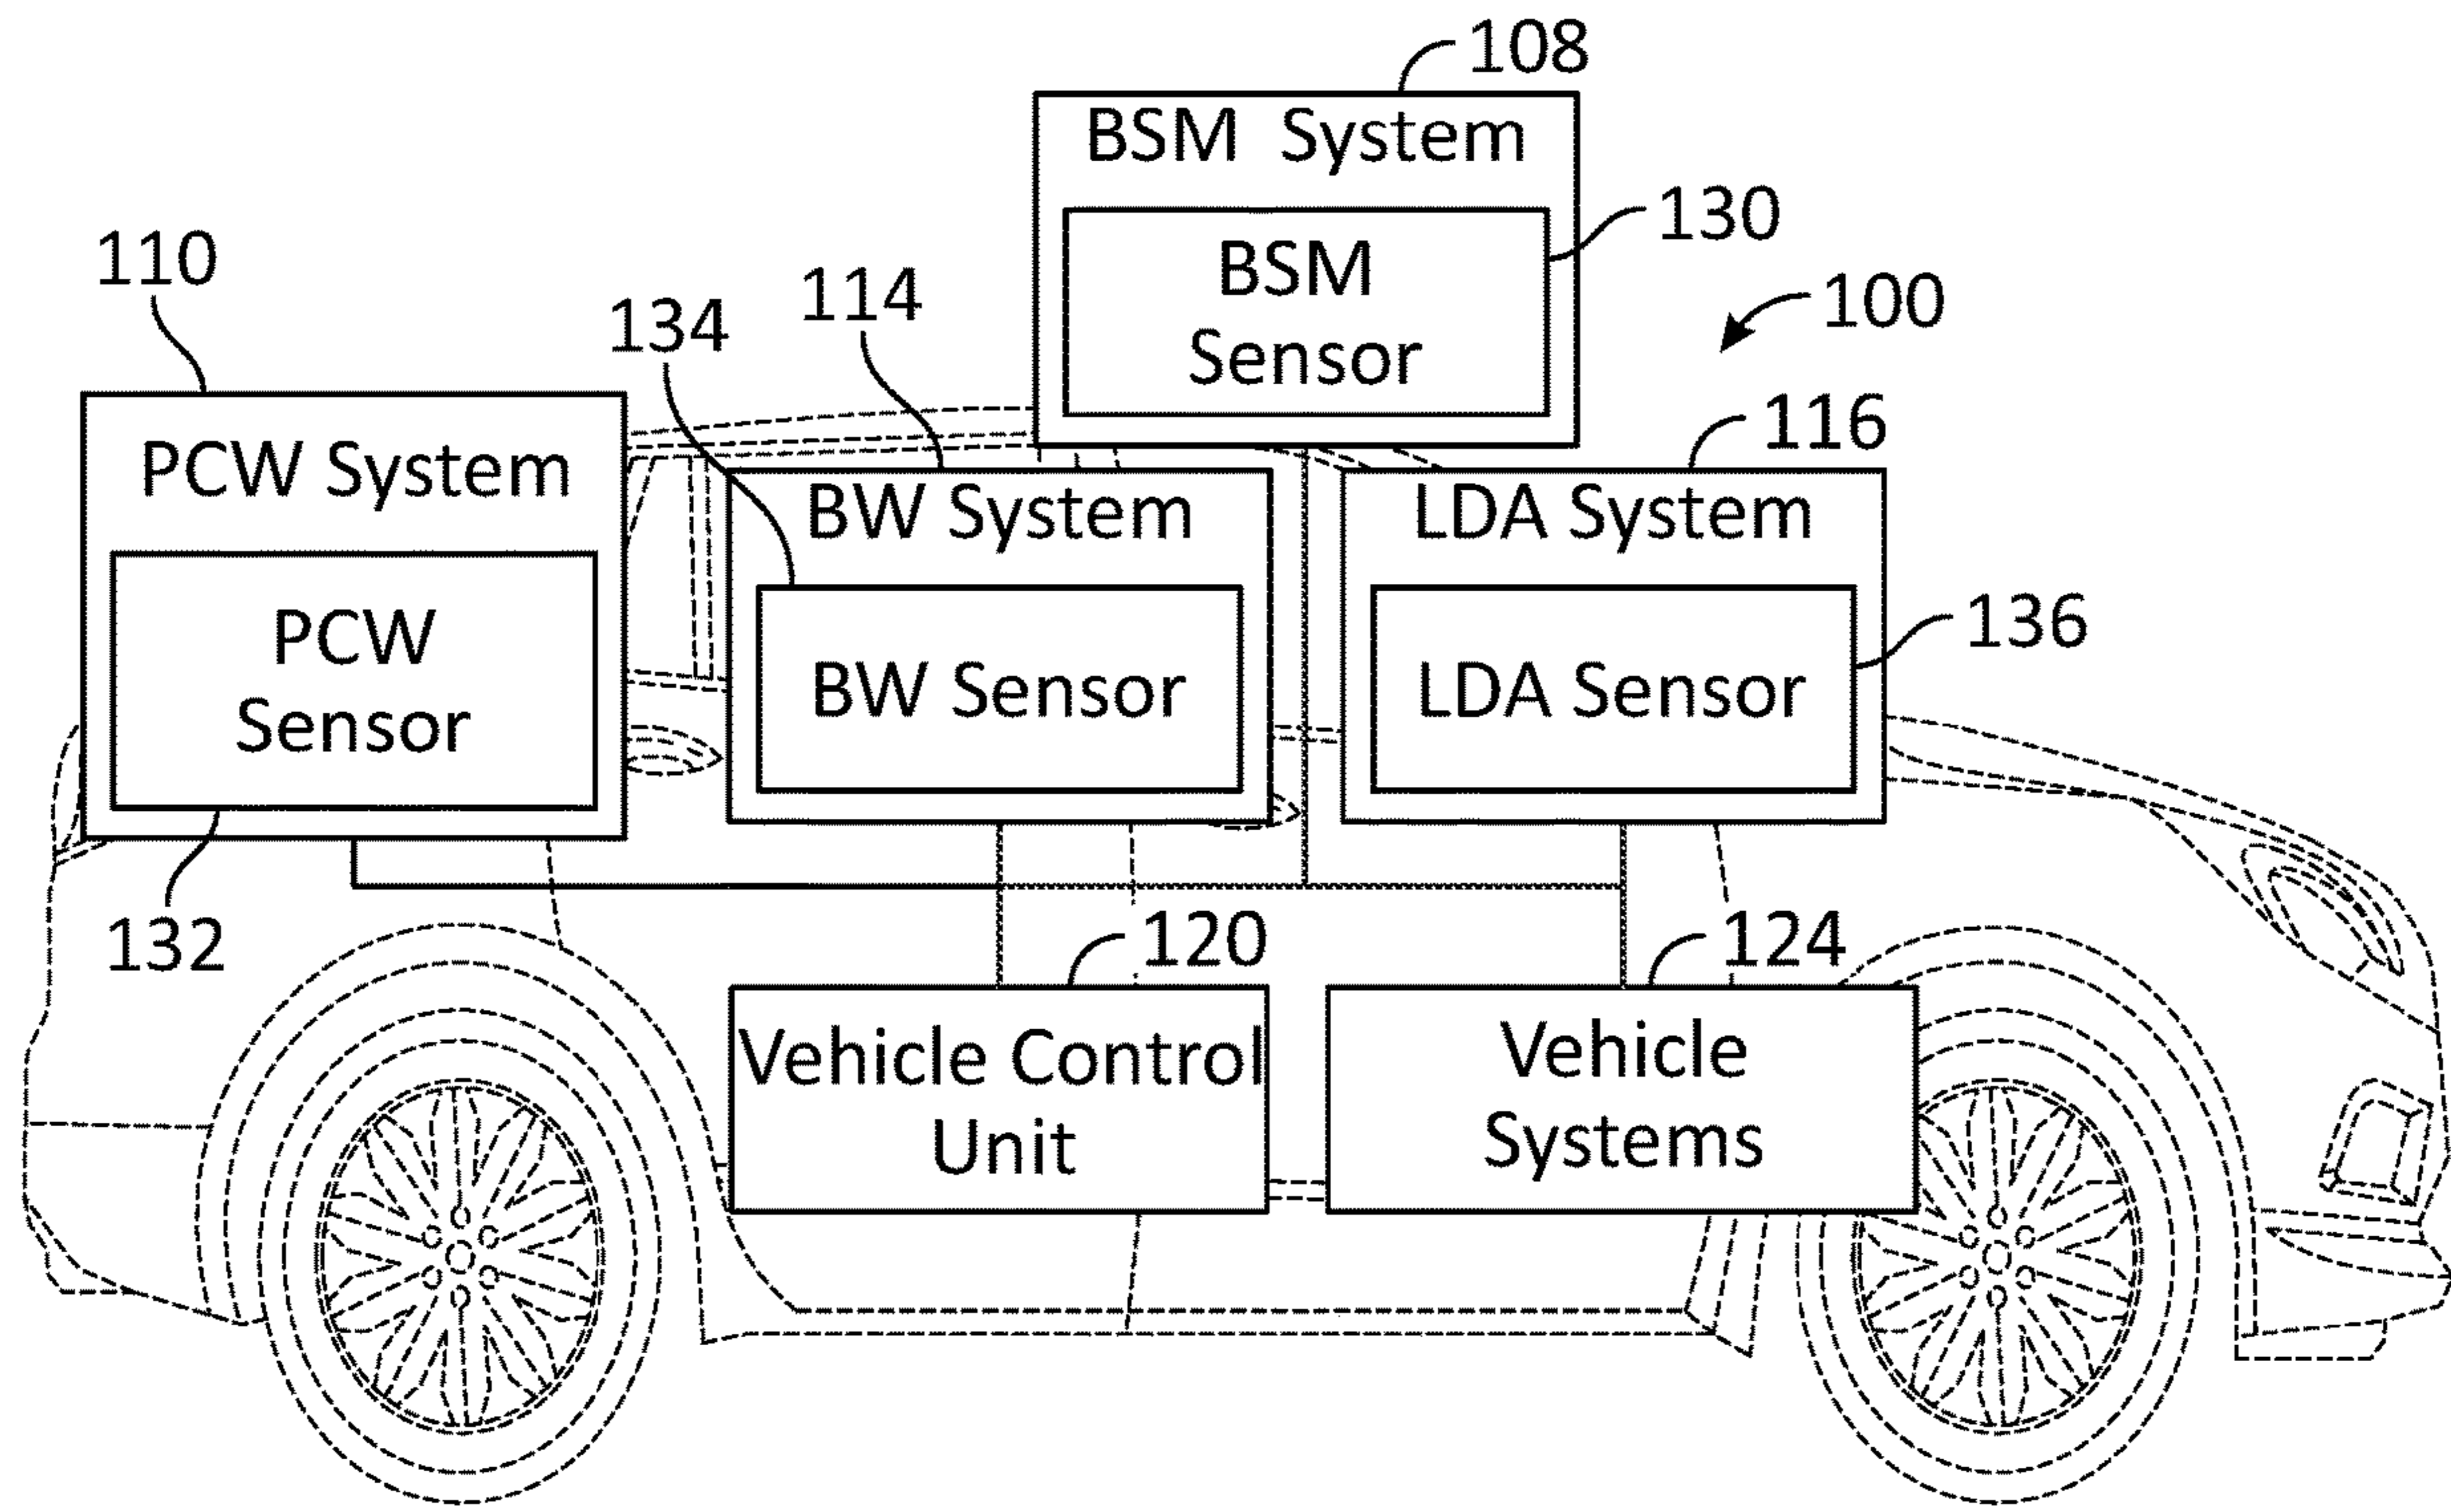 108
BSM System
130
BSM
Sensor
110
114
134
100
116
PCW System
BW System
LDA System
PCW
Sensor
BW Sensor
LDA Sensor
136
132
120
124
Vehicle Control
Unit
Vehicle
Systems